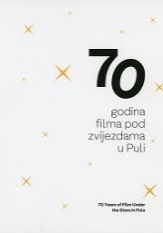 70
godina
filma pod
zvijezdama
u Puli
70 Years of Film Under
the Stars in Pula